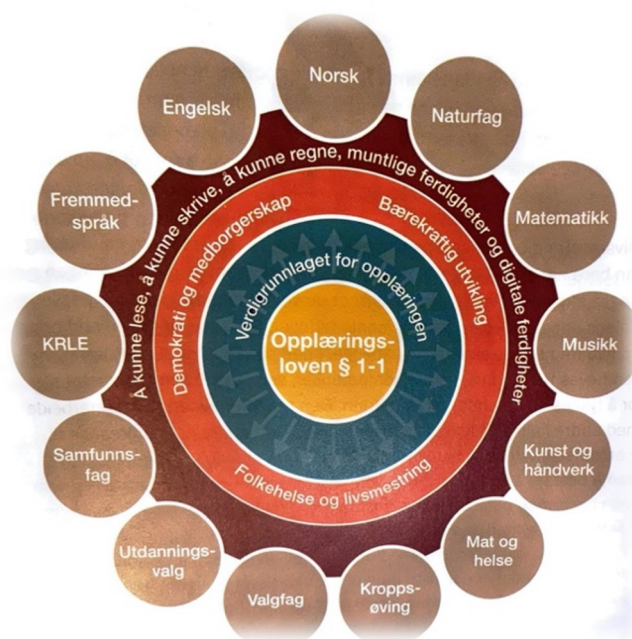 Norsk
Naturfag
Matematikk
Musikk
Kunst og
håndverk
Mat og
helse
Kropps-
øving
Valgfag
Utdannings-
valg
Samfunns-
fag
KRLE
Fremmed-
språk
Engelsk
Å kunne lese, å kunne skrive, å kunne regne, muntlige ferdigheter og digitale ferdigheter
Demokrati og medborgerskap
Bærekraftig utvikling
Folkehelse og livsmestring
Verdigrunnlaget for opplæringen
Opplærings-
loven § 1-1